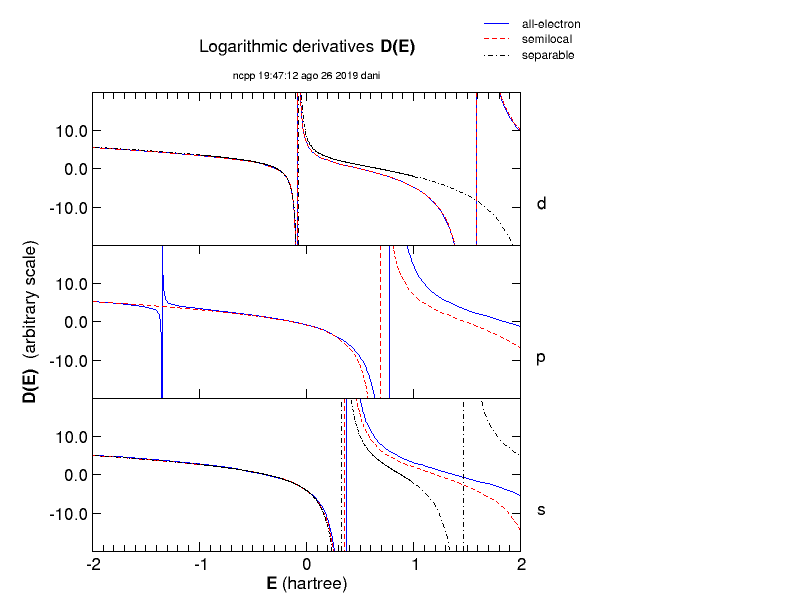 all-electron
semilocal
separable
Logarithmic derivatives D(E)
ncpp 19:47:12 ago 26 2019 dani
10.0
0.0
-10.0
d
10.0
0.0
-10.0
p
10.0
0.0
-10.0
s
D(E) (arbitrary scale)
-2 -1 0 1 2
E (hartree)